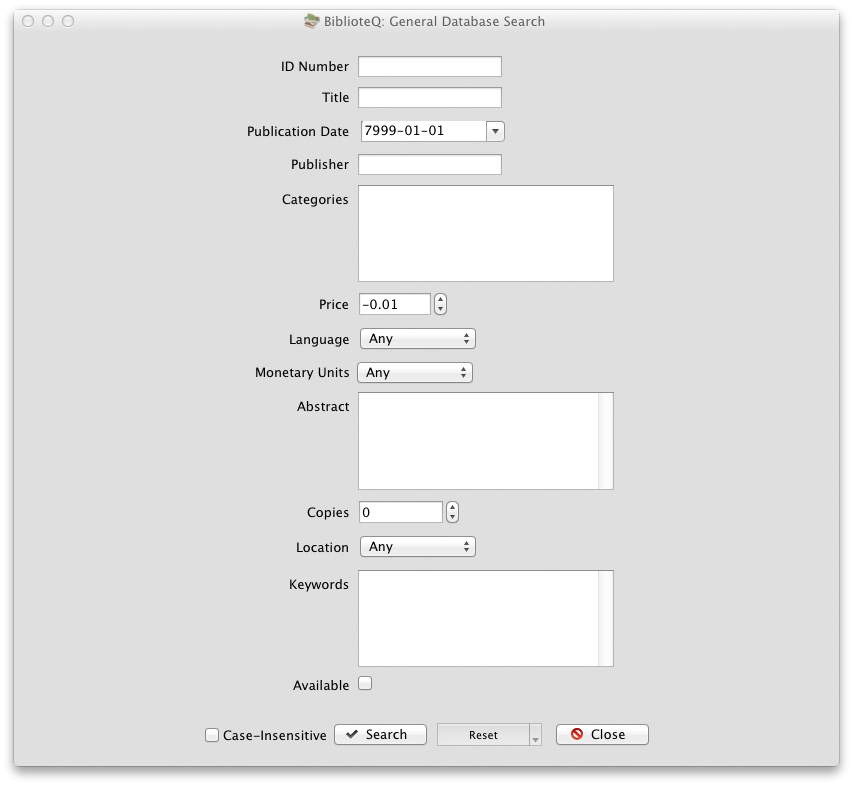 BiblioteQ: General Database Search
ID Number
Title
Publication Date 7999-01-01
Publisher
Categories
Price -0.01
Language Any
Monetary Units Any
Abstract
Copies 0
Location Any
Keywords
Available
Case-Insensitive Search Reset Close